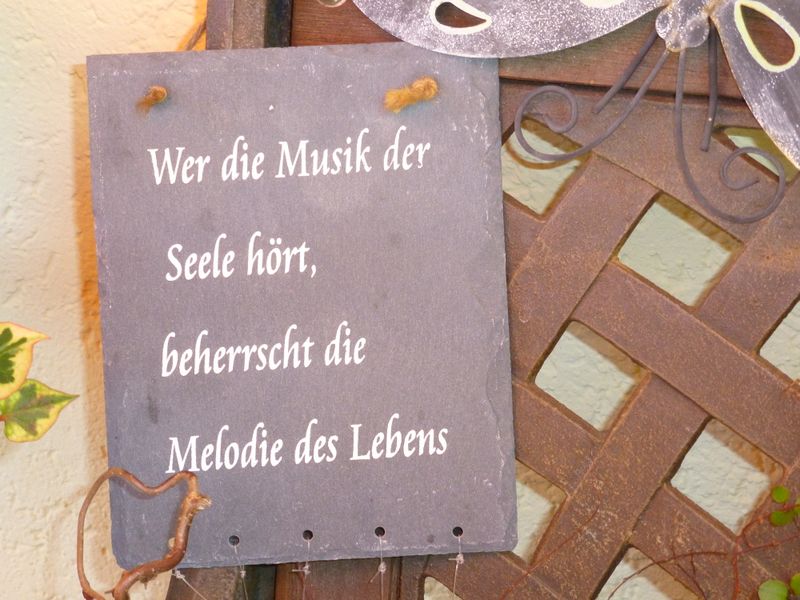 Wer die Musik der
Seele hört,
beherrscht die
Melodie des Lebens